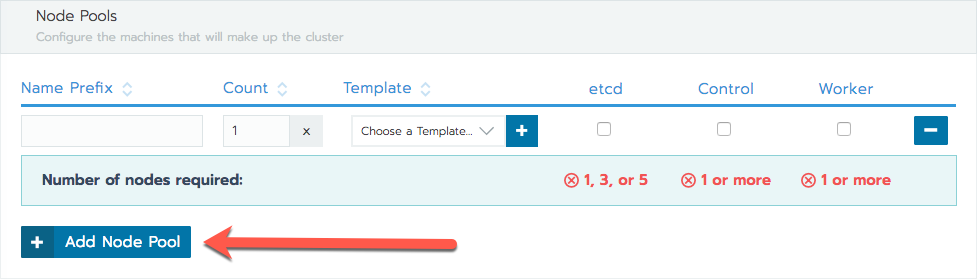 Node Pools
Configure the machines that will make up the cluster
Name Prefix Count Template etcd Control Worker
1 x Choose a Template...
Number of nodes required: 1, 3, or 5 1 or more 1 or more
Add Node Pool